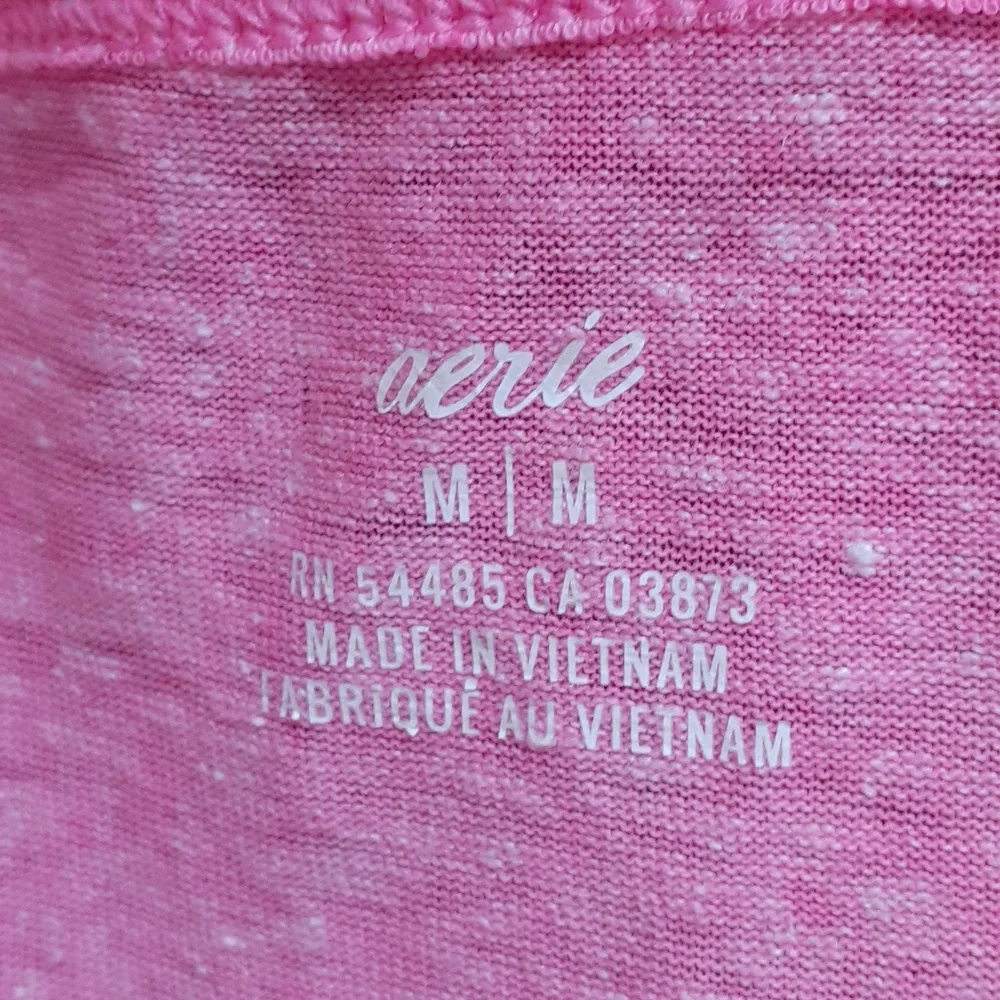 aerie
M | M
RN 54485 CA 03873
MADE IN VIETNAM
FABRIQUÉ AU VIETNAM